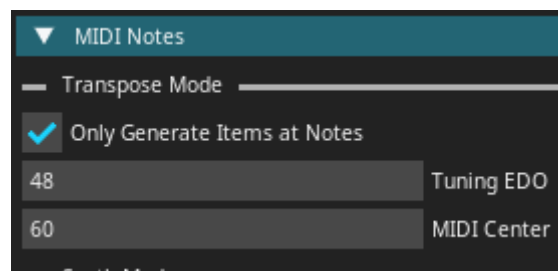 MIDI Notes
Transpose Mode
Only Generate Items at Notes
48 Tuning EDO
60 MIDI Center